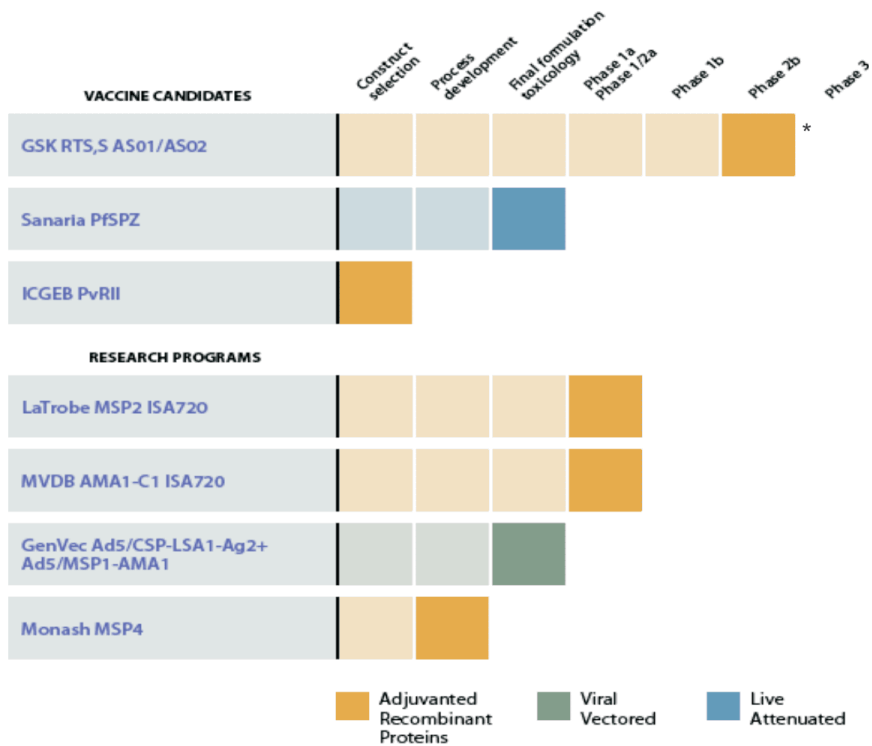 Construct
selection
Process
development
Final formulation
toxicology
Phase 1a
Phase 1/2a
Phase 1b
Phase 2b
Phase 3
VACCINE CANDIDATES
GSK RTS,S AS01/AS02
*
Sanaria PfSPZ
ICGEB PvRII
RESEARCH PROGRAMS
LaTrobe MSP2 ISA720
MVDB AMA1-C1 ISA720
GenVec Ad5/CSP-LSA1-Ag2+
Ad5/MSP1-AMA1
Monash MSP4
Adjuvanted
Recombinant
Proteins
Viral
Vectored
Live
Attenuated